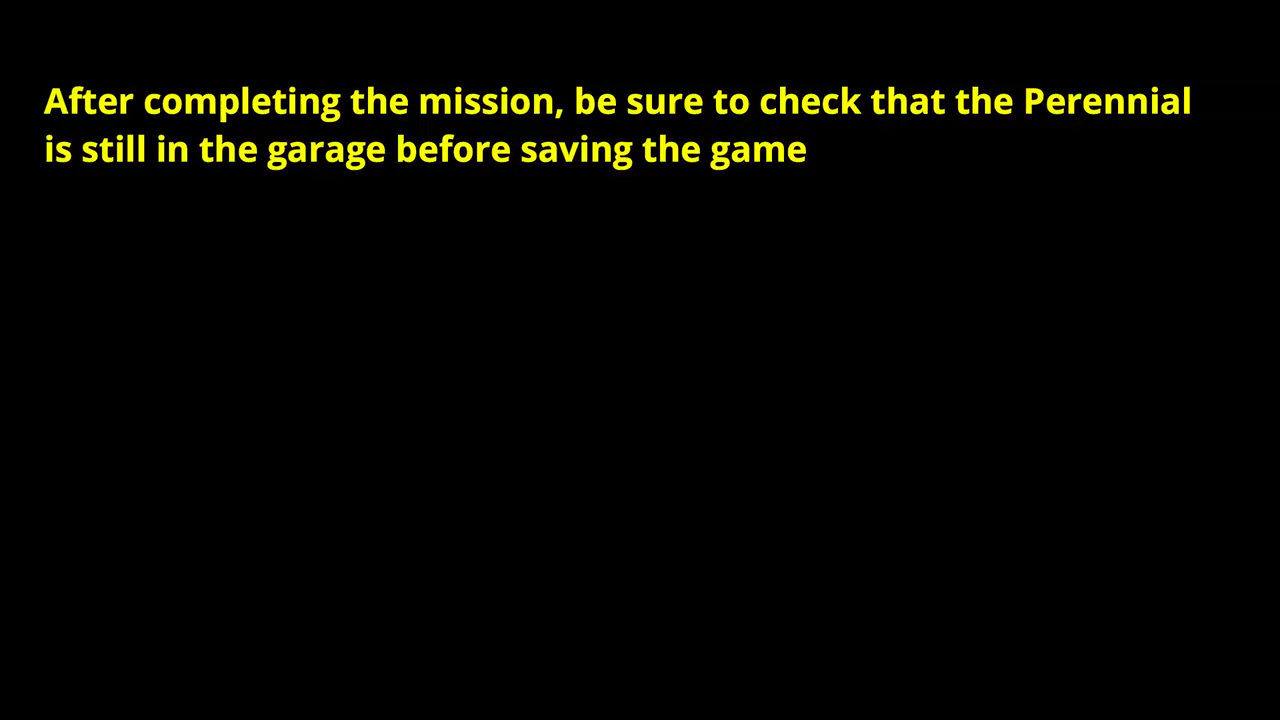 After completing the mission, be sure to check that the Perennial
is still in the garage before saving the game